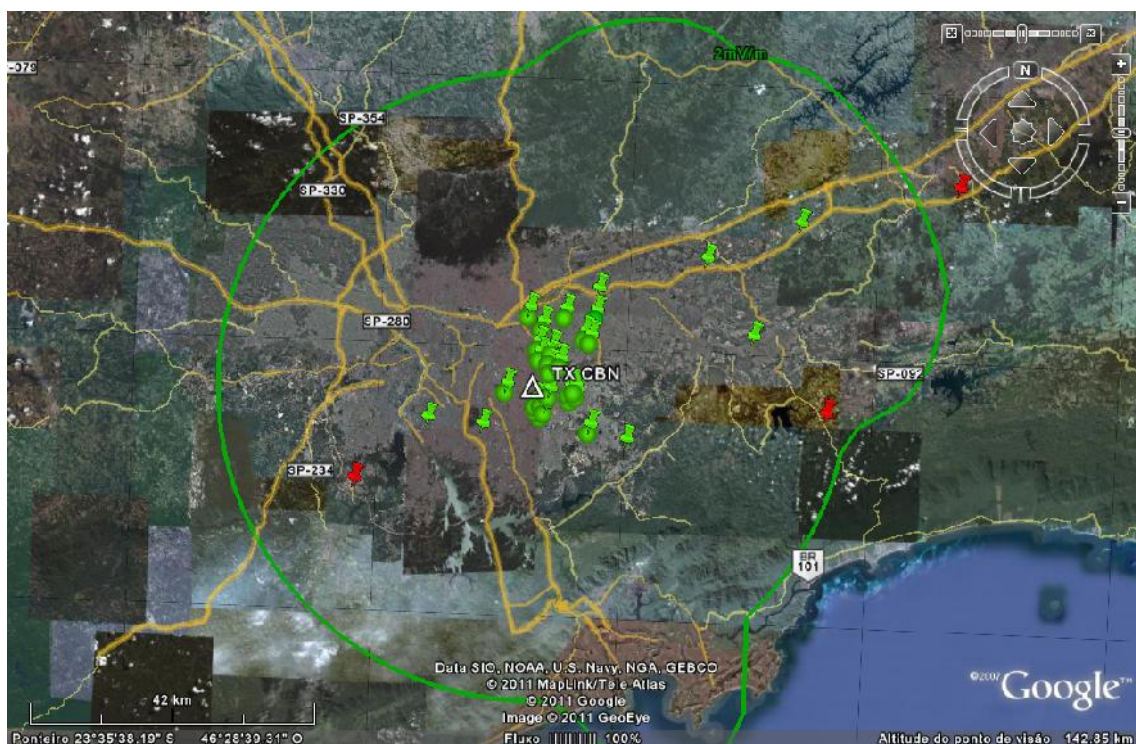 2mV/m
N
-079
SP-354
SP-330
SP-280
TX CBN
SP-092
SP-234
BR
101
Data SIO, NOAA, U.S. Navy, NGA, GEBCO
© 2011 MapLink/Tele Atlas
© 2011 Google
Image © 2011 GeoEye
©2007 Google™
42 km
Ponteiro 23°35'38.19" S 46°28'39.31" O Fluxo 100% Altitude do ponto de visão 142.85 km